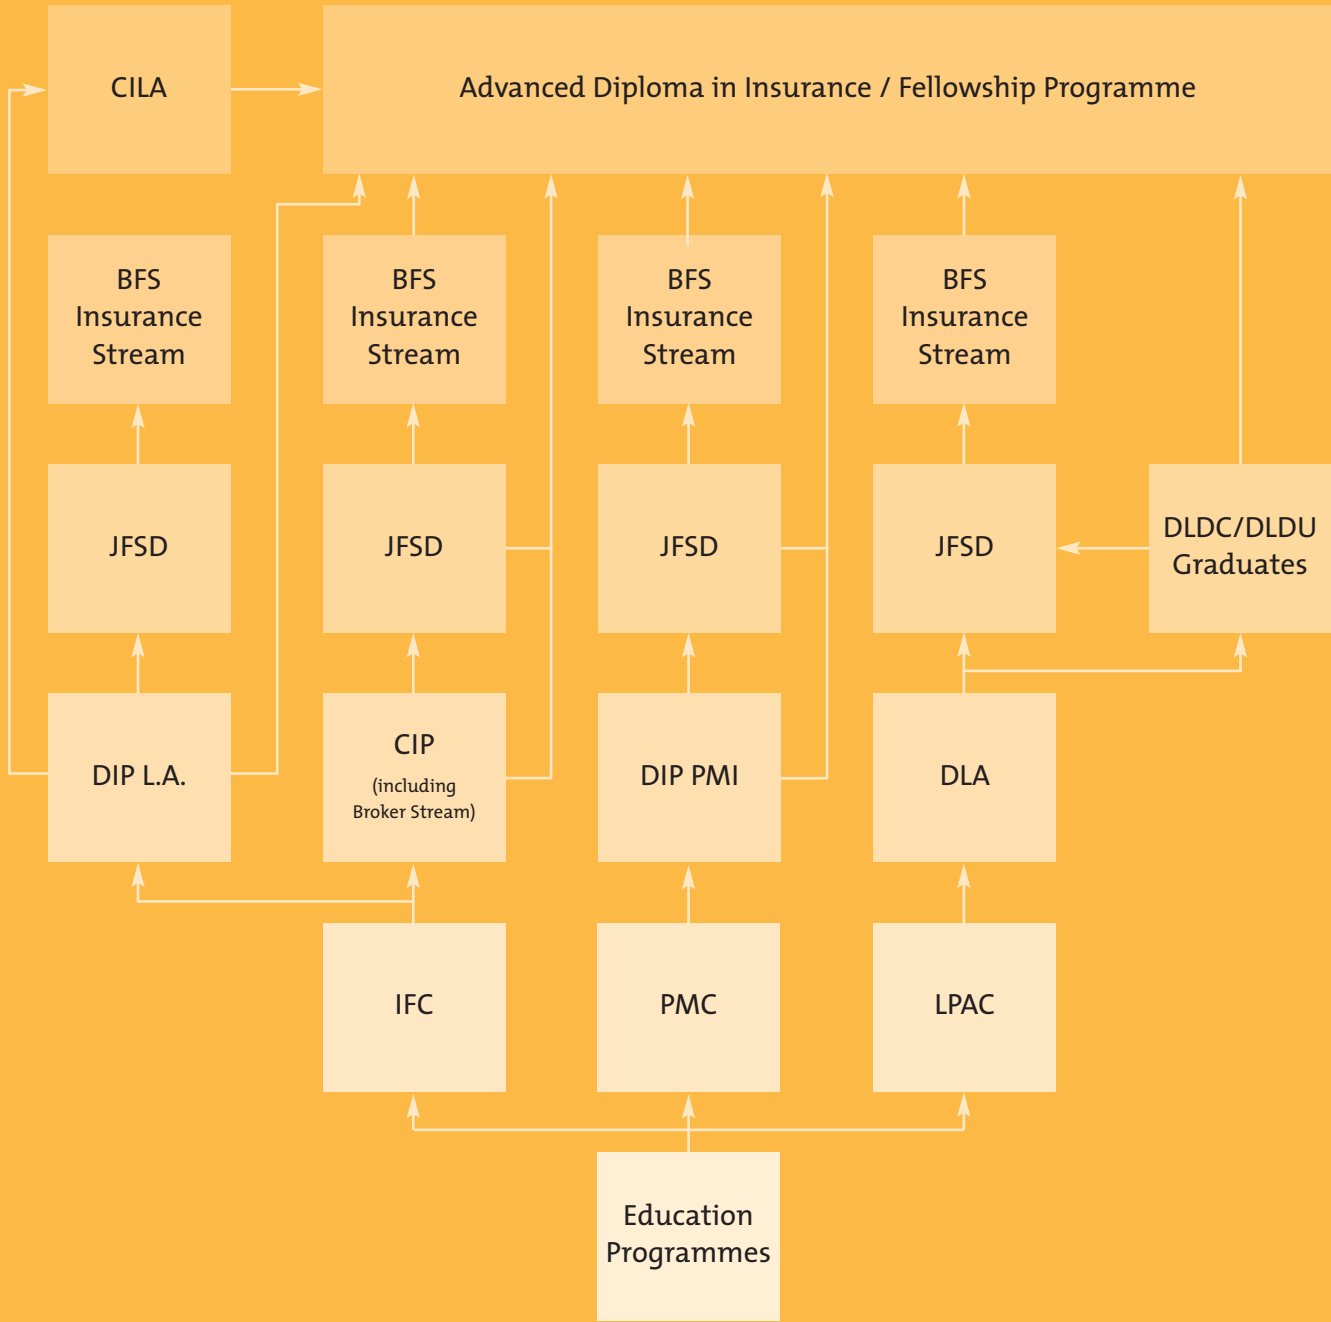 CILA
Advanced Diploma in Insurance / Fellowship Programme
BFS
Insurance
Stream
BFS
Insurance
Stream
BFS
Insurance
Stream
BFS
Insurance
Stream
JFSD
JFSD
JFSD
JFSD
DLDC/DLDU
Graduates
DIP L.A.
CIP
(including
Broker Stream)
DIP PMI
DLA
IFC
PMC
LPAC
Education
Programmes